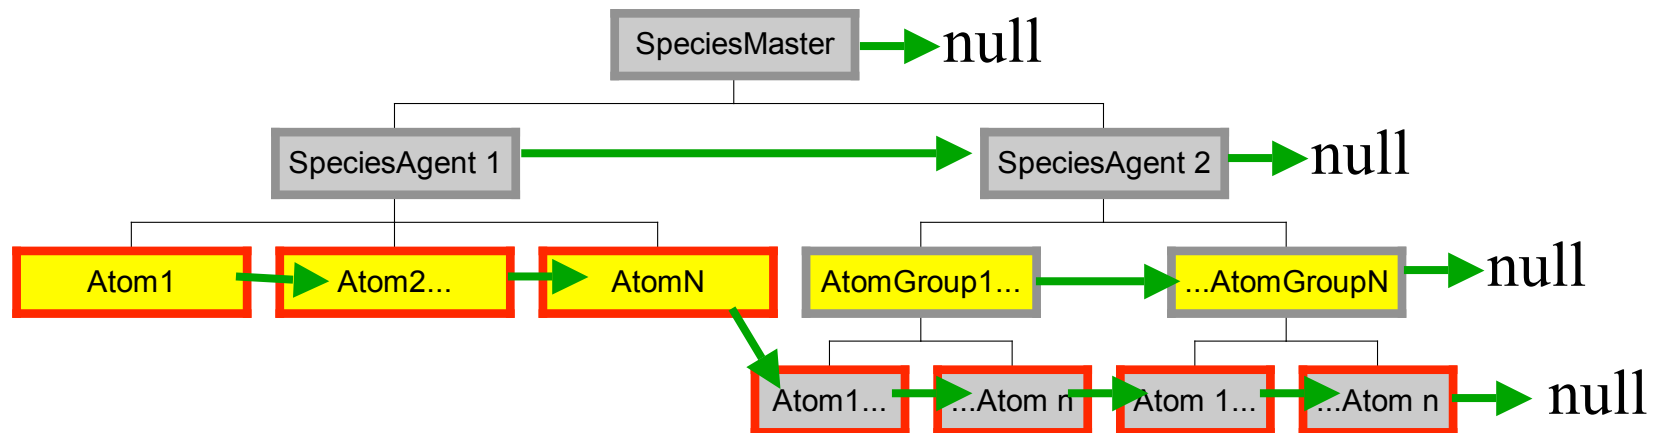 SpeciesMaster
null
SpeciesAgent 1
SpeciesAgent 2
null
Atom1
Atom2...
AtomN
AtomGroup1...
...AtomGroupN
null
Atom1...
...Atom n
Atom 1...
...Atom n
null